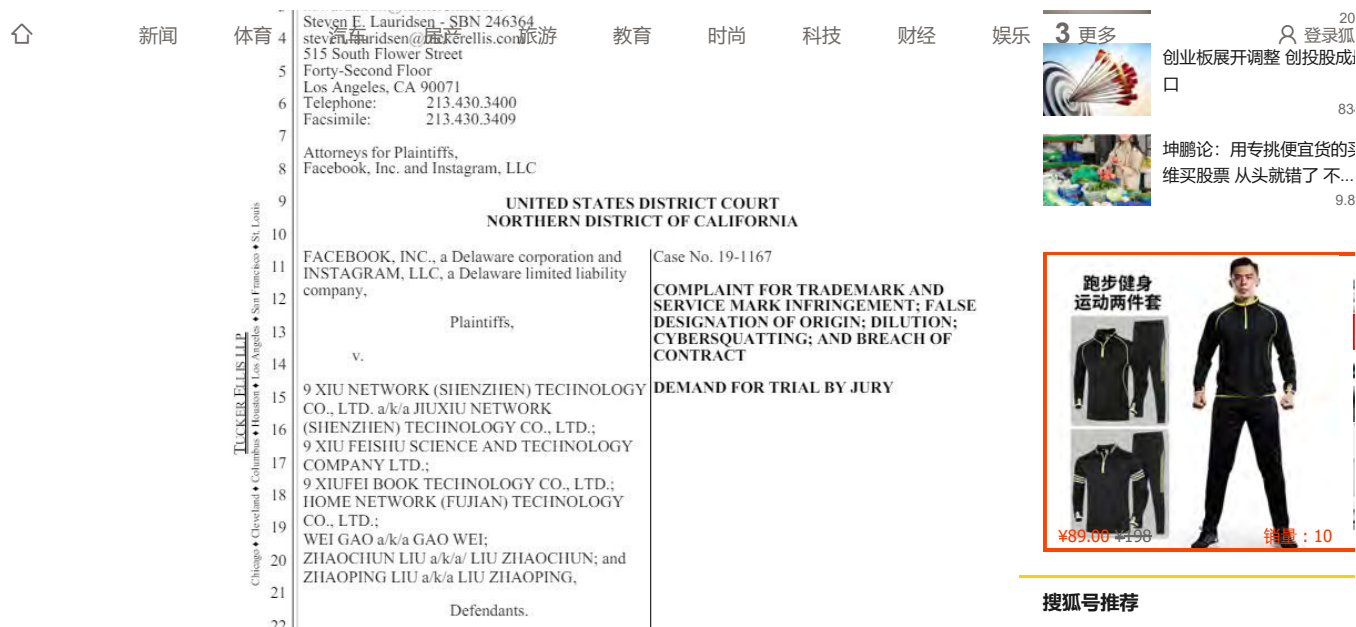 新闻 体育 汽车 房产 旅游 教育 时尚 科技 财经 娱乐 3 更多 登录狐
Steven E. Lauridsen - SBN 246364
4 steven.lauridsen@tuckerellis.com
515 South Flower Street
5 Forty-Second Floor
Los Angeles, CA 90071
6 Telephone: 213.430.3400
Facsimile: 213.430.3409
7
Attorneys for Plaintiffs,
8 Facebook, Inc. and Instagram, LLC
9 UNITED STATES DISTRICT COURT
NORTHERN DISTRICT OF CALIFORNIA
10
FACEBOOK, INC., a Delaware corporation and
11 INSTAGRAM, LLC, a Delaware limited liability
company,
12
Plaintiffs,
13
v.
14
9 XIU NETWORK (SHENZHEN) TECHNOLOGY
15 CO., LTD. a/k/a JIUXIU NETWORK
16 (SHENZHEN) TECHNOLOGY CO., LTD.;
9 XIU FEISHU SCIENCE AND TECHNOLOGY
17 COMPANY LTD.;
9 XIUFEI BOOK TECHNOLOGY CO., LTD.;
18 HOME NETWORK (FUJIAN) TECHNOLOGY
19 CO., LTD.;
WEI GAO a/k/a GAO WEI;
20 ZHAOCHUN LIU a/k/a/ LIU ZHAOCHUN; and
ZHAOPING LIU a/k/a LIU ZHAOPING,
21
Defendants.
22
Case No. 19-1167
COMPLAINT FOR TRADEMARK AND
SERVICE MARK INFRINGEMENT; FALSE
DESIGNATION OF ORIGIN; DILUTION;
CYBERSQUATTING; AND BREACH OF
CONTRACT
DEMAND FOR TRIAL BY JURY
TUCKER ELLIS LLP
Chicago ♦ Cleveland ♦ Columbus ♦ Houston ♦ Los Angeles ♦ San Francisco ♦ St. Louis
20
创业板展开调整 创投股成
口
83
坤鹏论：用专挑便宜货的
维买股票 从头就错了 不...
9.8
跑步健身
运动两件套
¥89.00 ¥198 销量：10
搜狐号推荐